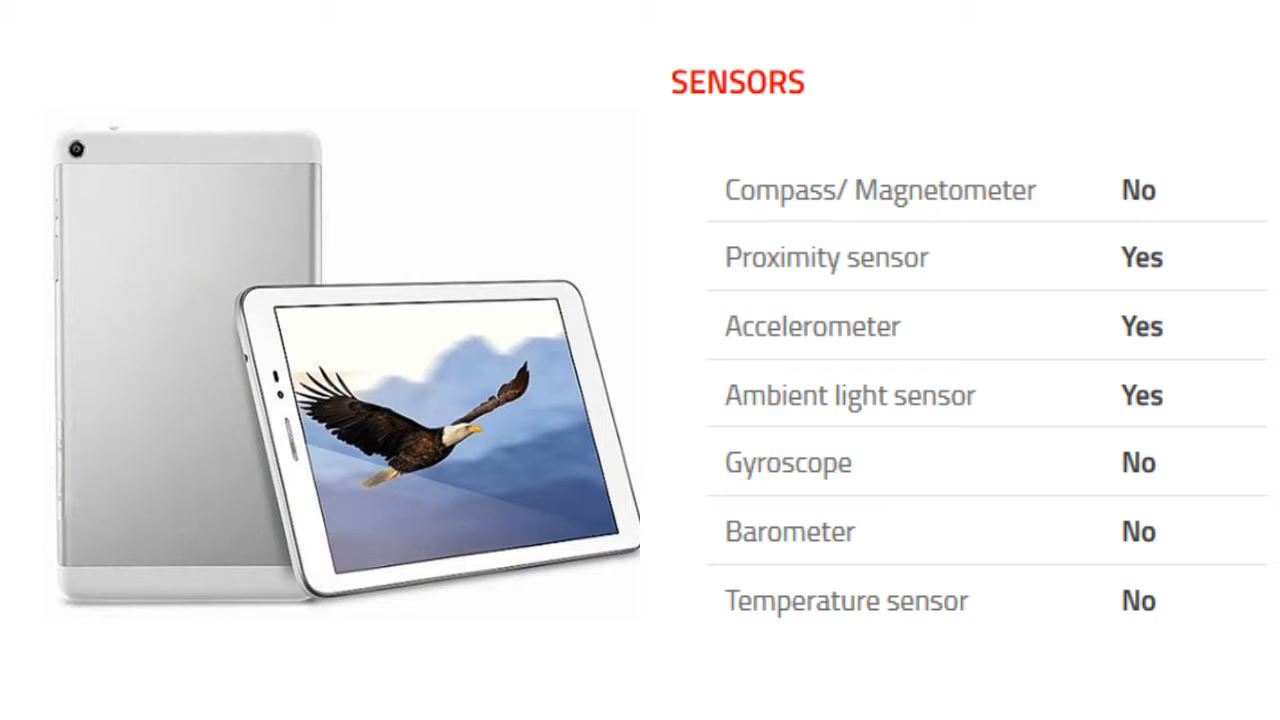 SENSORS
Compass/ Magnetometer No
Proximity sensor Yes
Accelerometer Yes
Ambient light sensor Yes
Gyroscope No
Barometer No
Temperature sensor No